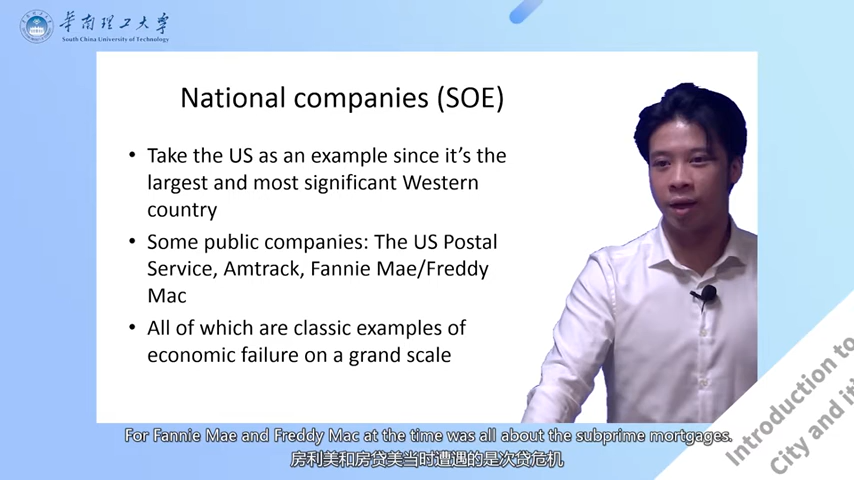 华南理工大学
South China University of Technology
National companies (SOE)
• Take the US as an example since it's the
largest and most significant Western
country
• Some public companies: The US Postal
Service, Amtrack, Fannie Mae/Freddy
Mac
• All of which are classic examples of
economic failure on a grand scale
For Fannie Mae and Freddy Mac at the time was all about the subprime mortgages.
房利美和房贷美当时遭遇的是次贷危机
Introduction to
City and it